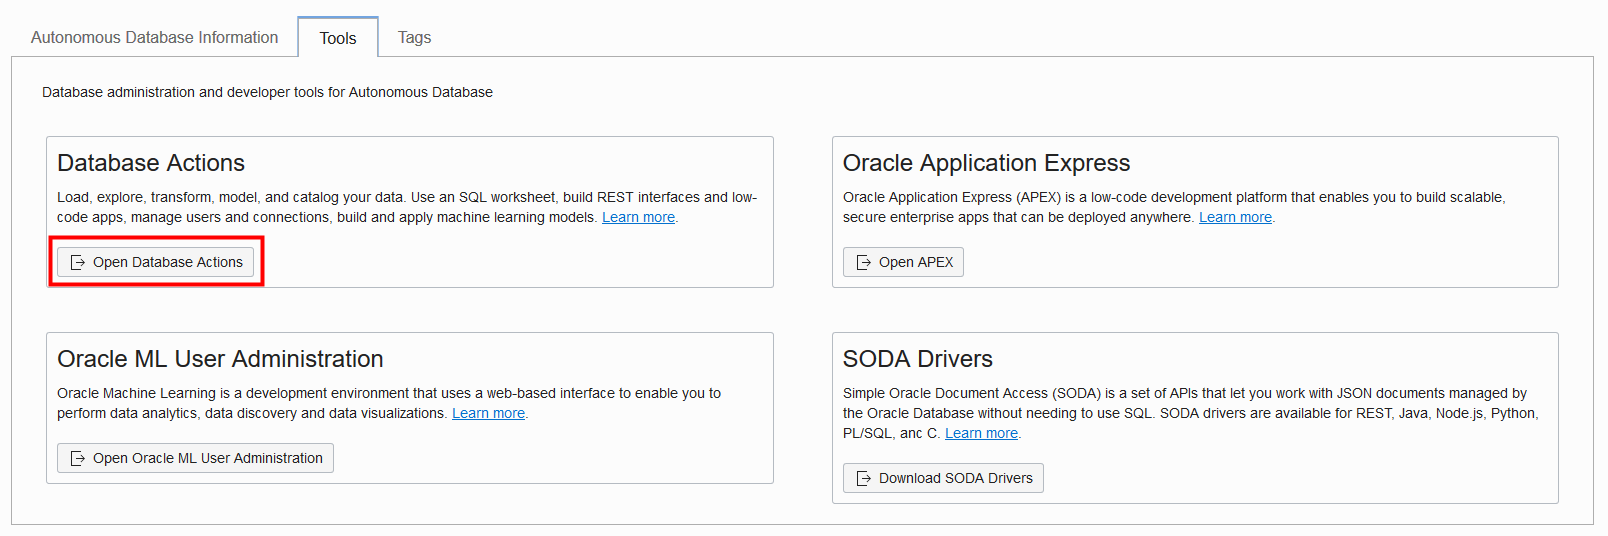 Autonomous Database Information
Tools
Tags
Database administration and developer tools for Autonomous Database
Database Actions
Load, explore, transform, model, and catalog your data. Use an SQL worksheet, build REST interfaces and low-
code apps, manage users and connections, build and apply machine learning models. Learn more.
Open Database Actions
Oracle Application Express
Oracle Application Express (APEX) is a low-code development platform that enables you to build scalable,
secure enterprise apps that can be deployed anywhere. Learn more.
Open APEX
Oracle ML User Administration
Oracle Machine Learning is a development environment that uses a web-based interface to enable you to
perform data analytics, data discovery and data visualizations. Learn more.
Open Oracle ML User Administration
SODA Drivers
Simple Oracle Document Access (SODA) is a set of APIs that let you work with JSON documents managed by
the Oracle Database without needing to use SQL. SODA drivers are available for REST, Java, Node.js, Python,
PL/SQL, anc C. Learn more.
Download SODA Drivers